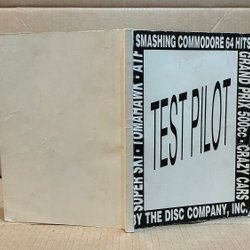 SMASHING COMMODORE 64 HITS
GRAND PRIX 500cc - CRAZY CARS
SUPER SKI - TOMAHAWK - ATF
TEST PILOT
BY THE DISC COMPANY, INC.